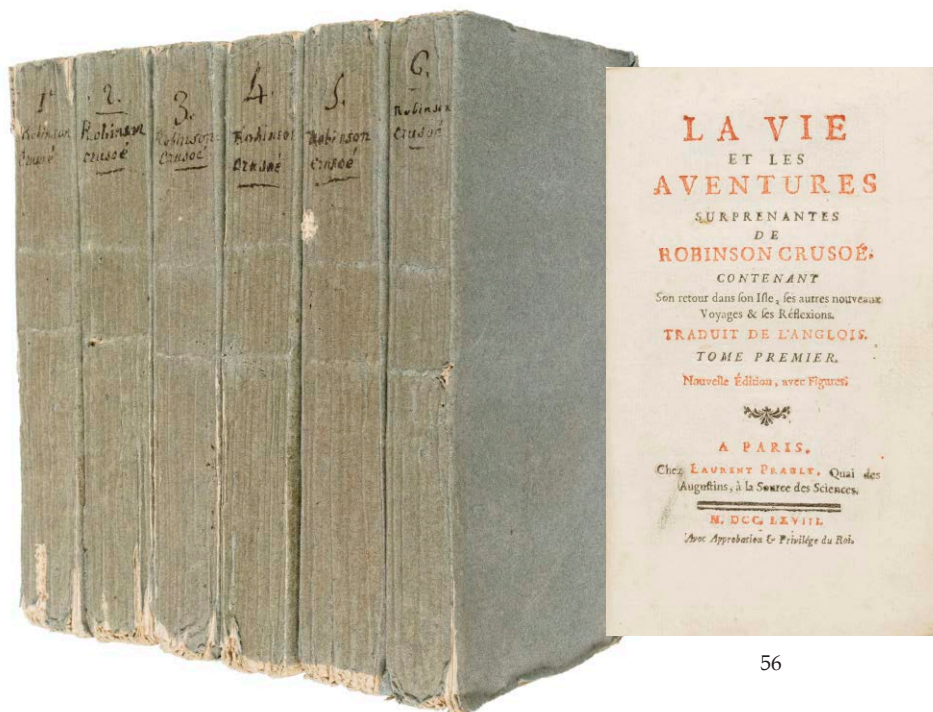 1
Robinson
Crusoé
2.
Robinson
crusoé
3.
Robinson
Crusoé
4.
Robinson
Crusoé
5.
Robinson
Crusoé
6.
Robinson
Crusoé
LA VIE
ET LES
AVENTURES
SURPRENANTES
DE
ROBINSON CRUSOÉ,
CONTENANT
Son retour dans ſon Iſle, ſes autres nouveaux
Voyages & ſes Réflexions.
TRADUIT DE L'ANGLOIS.
TOME PREMIER.
Nouvelle Édition, avec Figures.
A PARIS,
Chez LAURENT PRAULT, Quai des
Auguſtins, à la Source des Sciences.
M. DCC. LXVIII.
Avec Approbation & Privilége du Roi.
56